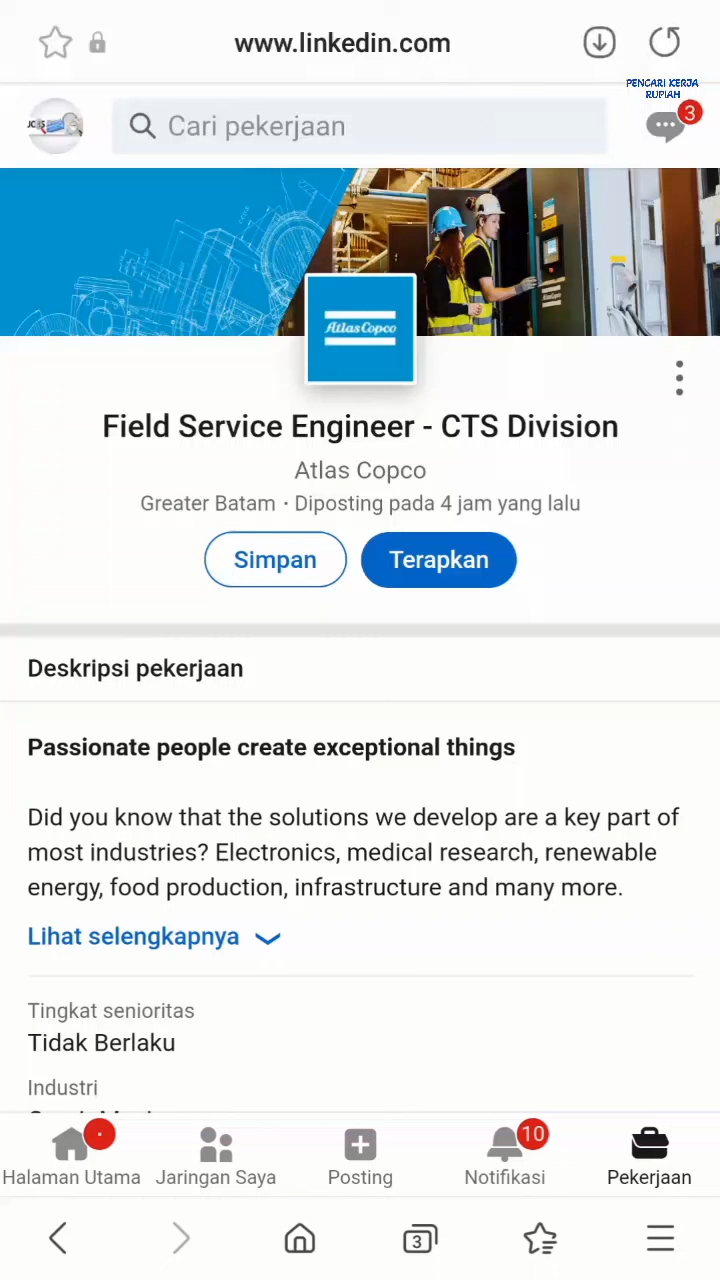 www.linkedin.com
PENCARI KERJA
RUPIAH
JOBS
Cari pekerjaan
3
Atlas Copco
Field Service Engineer - CTS Division
Atlas Copco
Greater Batam · Diposting pada 4 jam yang lalu
Simpan
Terapkan
Deskripsi pekerjaan
Passionate people create exceptional things
Did you know that the solutions we develop are a key part of
most industries? Electronics, medical research, renewable
energy, food production, infrastructure and many more.
Lihat selengkapnya
Tingkat senioritas
Tidak Berlaku
Industri
10
Halaman Utama
Jaringan Saya
Posting
Notifikasi
Pekerjaan
3